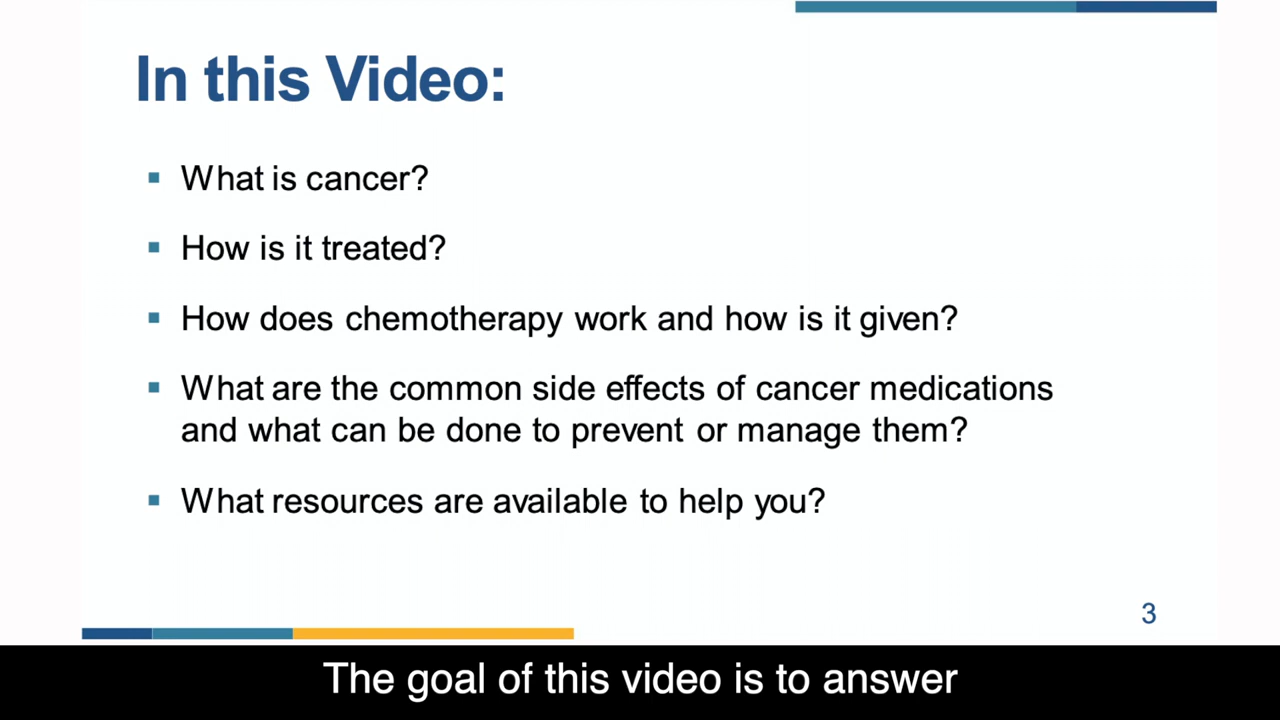 In this Video:
What is cancer?
How is it treated?
How does chemotherapy work and how is it given?
What are the common side effects of cancer medications
and what can be done to prevent or manage them?
What resources are available to help you?
3
The goal of this video is to answer